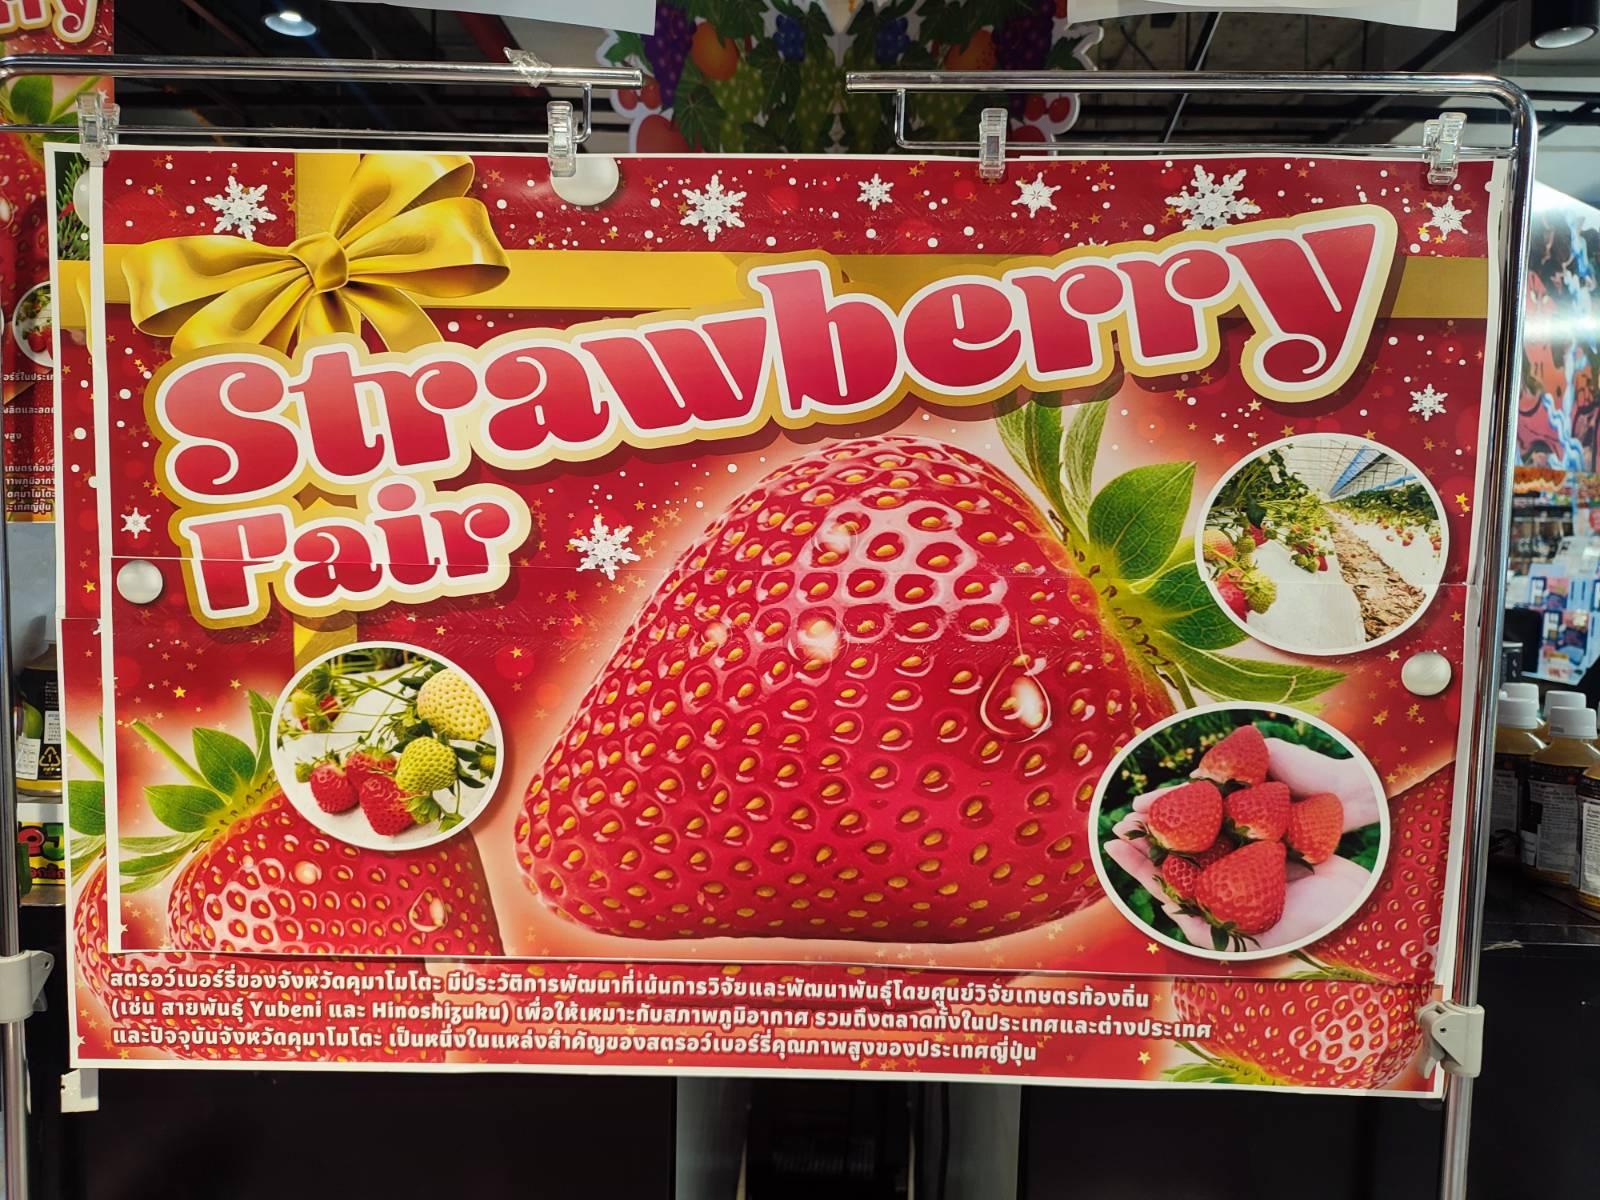 Strawberry
Fair
สตรอว์เบอร์รี่ของจังหวัดคุมาโมโตะ มีประวัติการพัฒนาที่เน้นการวิจัยและพัฒนาพันธุ์โดยศูนย์วิจัยเกษตรท้องถิ่น
(เช่น สายพันธุ์ Yubeni และ Hinoshizuku) เพื่อให้เหมาะกับสภาพภูมิอากาศ รวมถึงตลาดทั้งในประเทศและต่างประเทศ
และปัจจุบันจังหวัดคุมาโมโตะ เป็นหนึ่งในแหล่งสำคัญของสตรอว์เบอร์รี่คุณภาพสูงของประเทศญี่ปุ่น